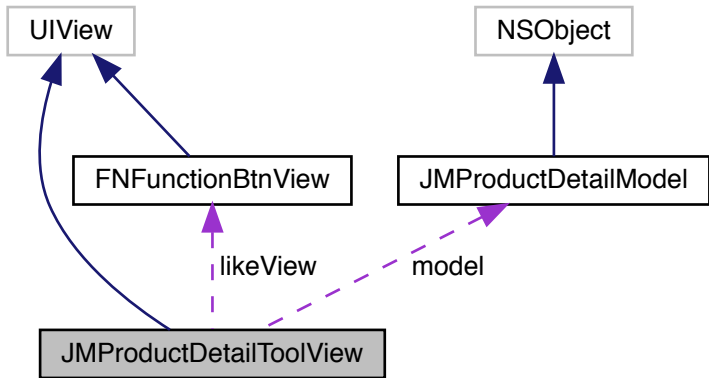 UIView
NSObject
FNFunctionBtnView
JMProductDetailModel
likeView
model
JMProductDetailToolView